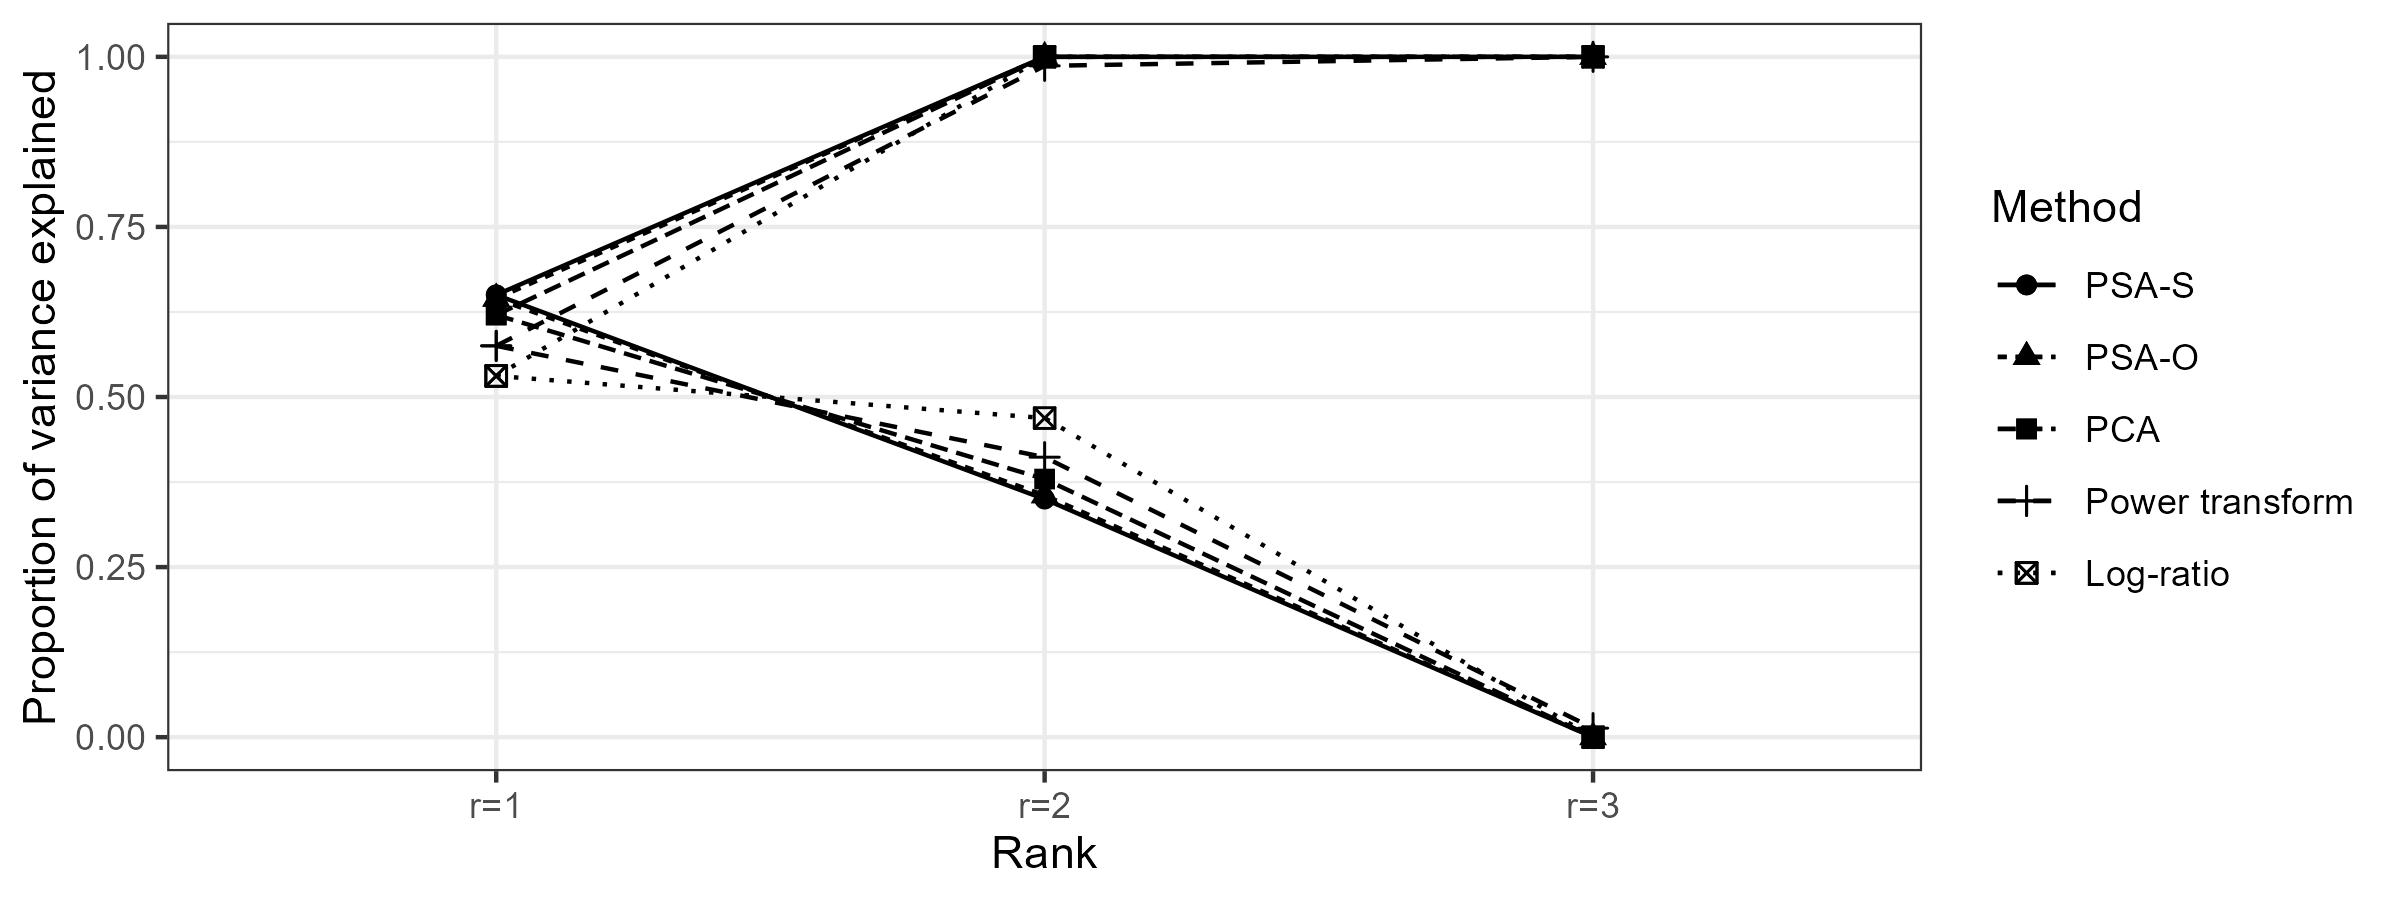 Proportion of variance explained
1.00
0.75
0.50
0.25
0.00
r=1
r=2
r=3
Rank
Method
PSA-S
PSA-O
PCA
Power transform
Log-ratio